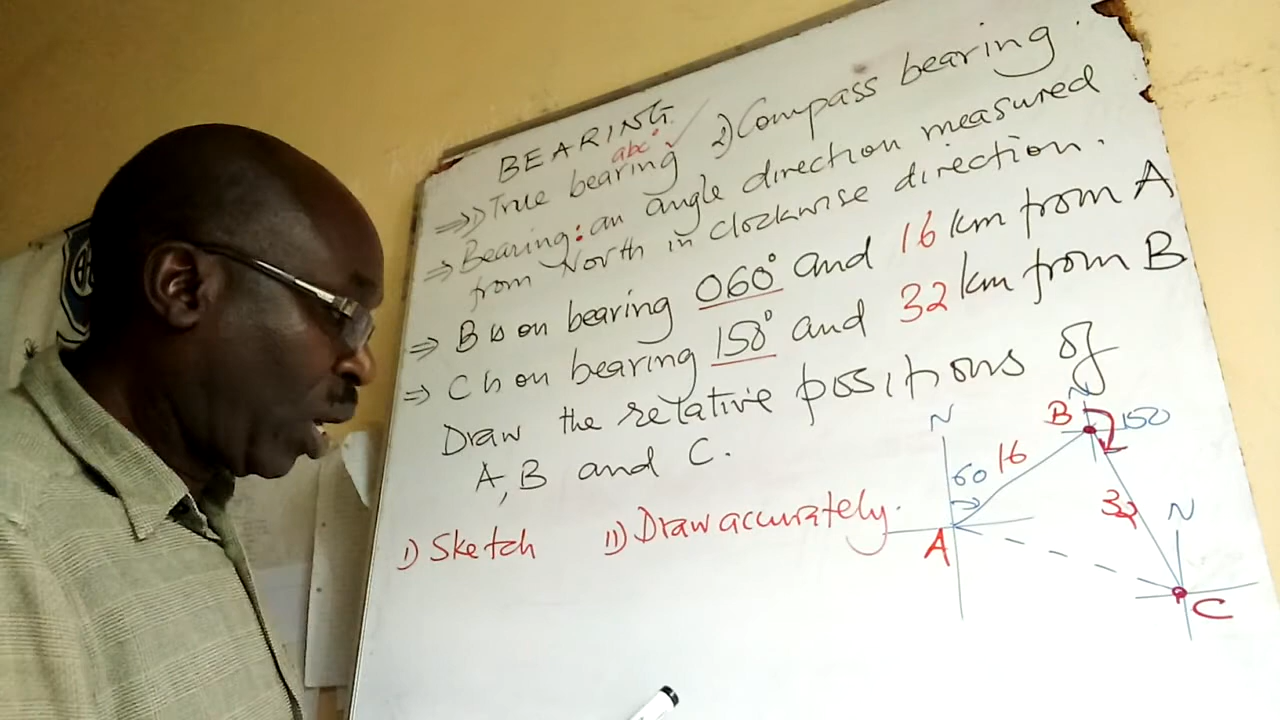 BEARING
abc°
⇒ i) True bearing ✓ 2) Compass bearing.
⇒ Bearing: an angle direction measured
from North in clockwise direction.
⇒ B is on bearing 060° and 16 km from A
⇒ C is on bearing 150° and 32 km from B
Draw the relative positions of
A, B and C.
i) Sketch ii) Draw accurately.
N
N
B
150
60
16
32
N
A
C